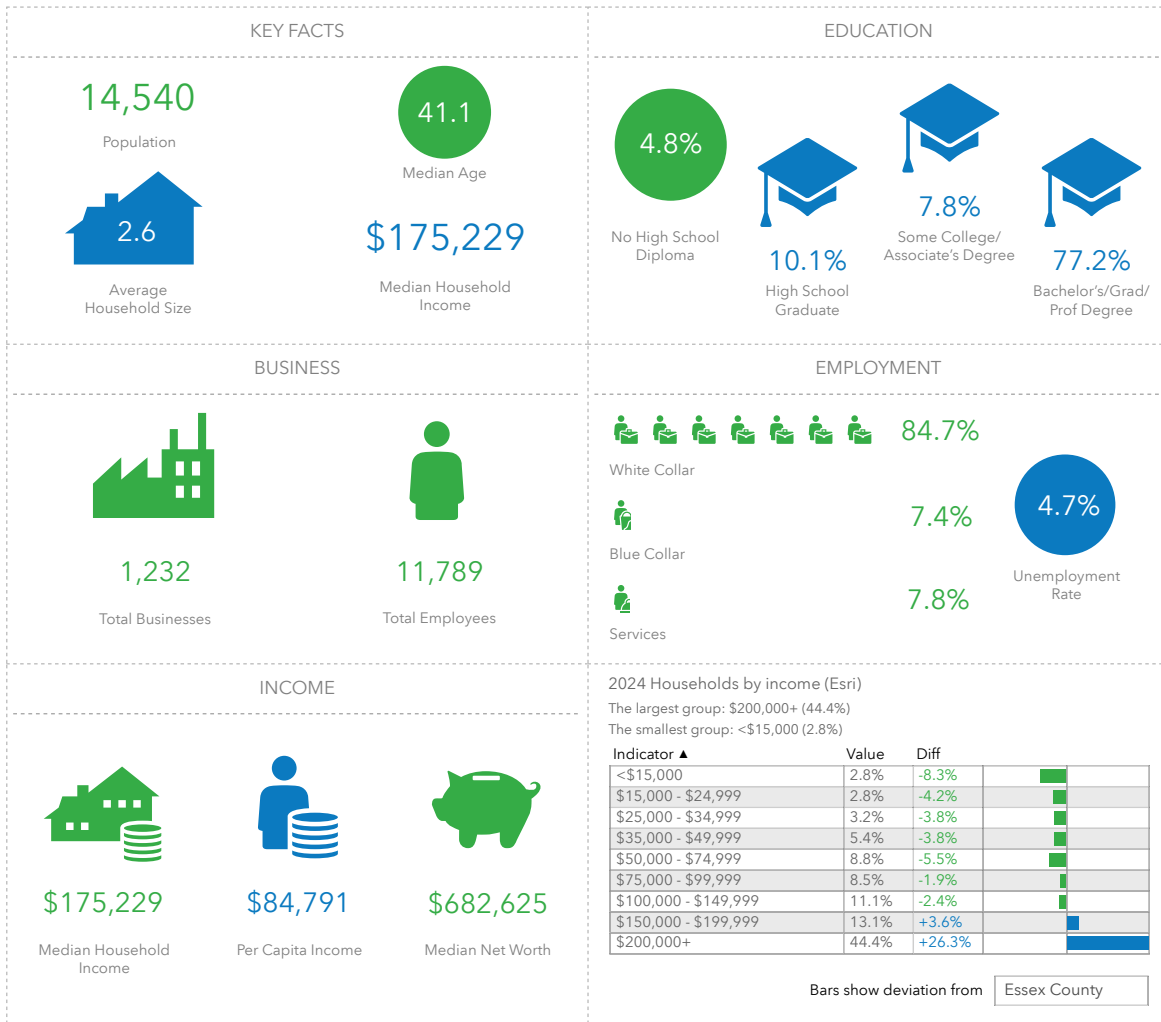 KEY FACTS
14,540
Population
41.1
Median Age
2.6
Average
Household Size
$175,229
Median Household
Income
EDUCATION
4.8%
No High School
Diploma
10.1%
High School
Graduate
7.8%
Some College/
Associate's Degree
77.2%
Bachelor's/Grad/
Prof Degree
BUSINESS
1,232
Total Businesses
11,789
Total Employees
EMPLOYMENT
84.7%
White Collar
7.4%
Blue Collar
7.8%
Services
4.7%
Unemployment
Rate
INCOME
$175,229
Median Household
Income
$84,791
Per Capita Income
$682,625
Median Net Worth
2024 Households by income (Esri)
The largest group: $200,000+ (44.4%)
The smallest group: <$15,000 (2.8%)
Indicator ▲ Value Diff
<$15,000 2.8% -8.3%
$15,000 - $24,999 2.8% -4.2%
$25,000 - $34,999 3.2% -3.8%
$35,000 - $49,999 5.4% -3.8%
$50,000 - $74,999 8.8% -5.5%
$75,000 - $99,999 8.5% -1.9%
$100,000 - $149,999 11.1% -2.4%
$150,000 - $199,999 13.1% +3.6%
$200,000+ 44.4% +26.3%
Bars show deviation from Essex County